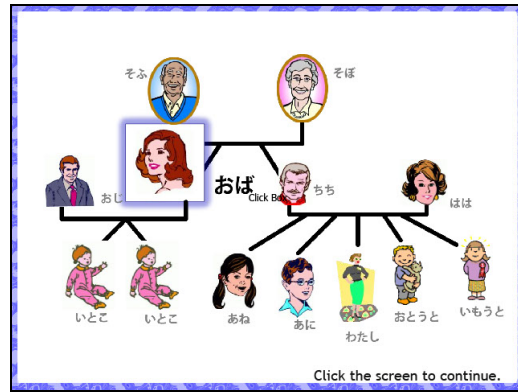 そふ
そぼ
おじ
おば
Click Bo
ちち
はは
いとこ
いとこ
あね
あに
わたし
おとうと
いもうと
Click the screen to continue.